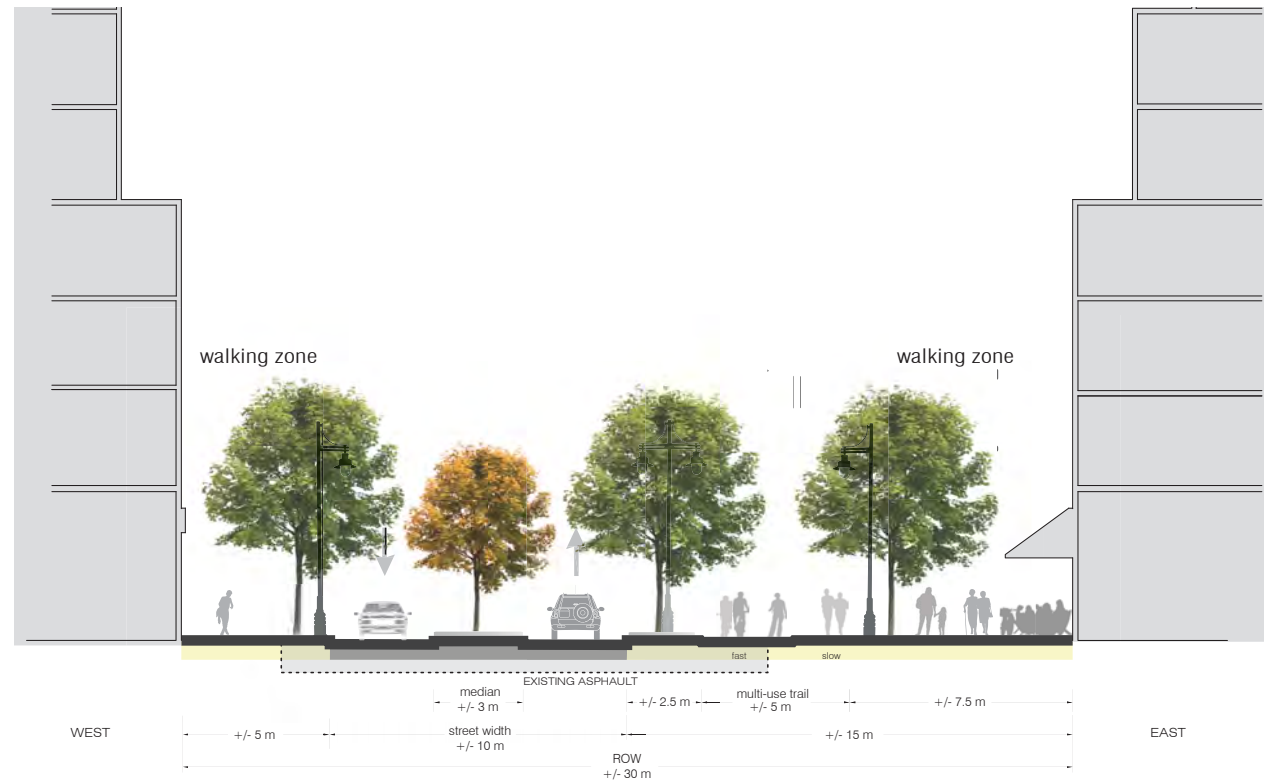 walking zone
walking zone
fast
slow
EXISTING ASPHAULT
median
+/- 3 m
+/- 2.5 m
multi-use trail
+/- 5 m
+/- 7.5 m
WEST
+/- 5 m
street width
+/- 10 m
+/- 15 m
EAST
ROW
+/- 30 m